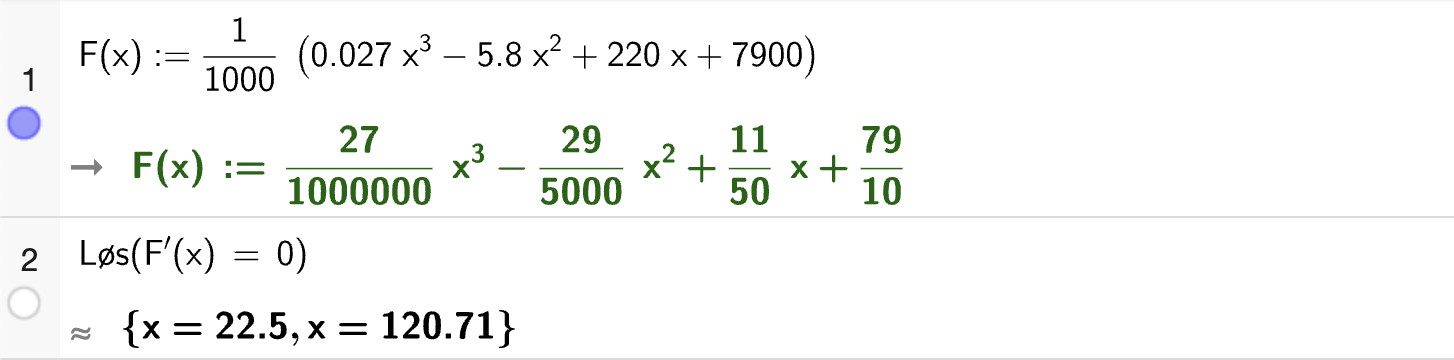 1
F(x) := 1/1000 (0.027 x³ − 5.8 x² + 220 x + 7900)
→ F(x) := 27/1000000 x³ − 29/5000 x² + 11/50 x + 79/10
2
Løs(F′(x) = 0)
≈ {x = 22.5, x = 120.71}